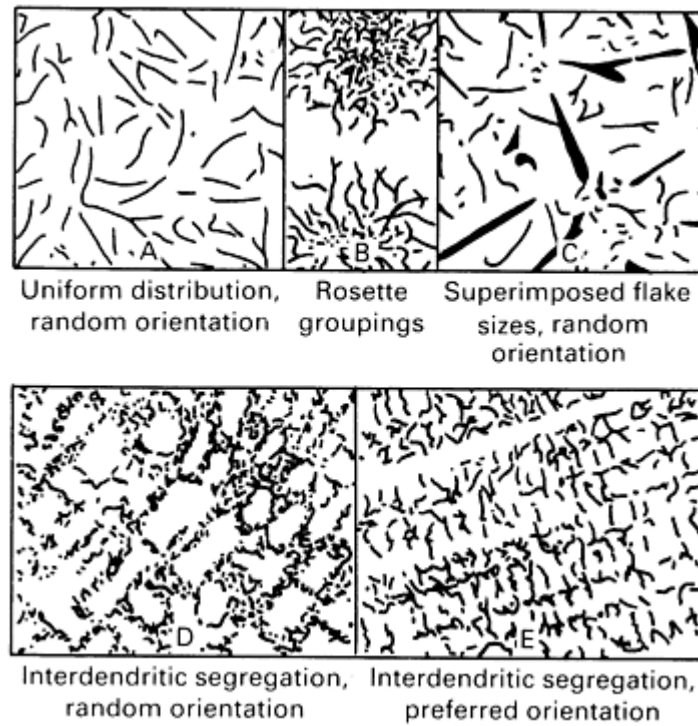 A
B
C
Uniform distribution,
random orientation
Rosette
groupings
Superimposed flake
sizes, random
orientation
D
E
Interdendritic segregation,
random orientation
Interdendritic segregation,
preferred orientation